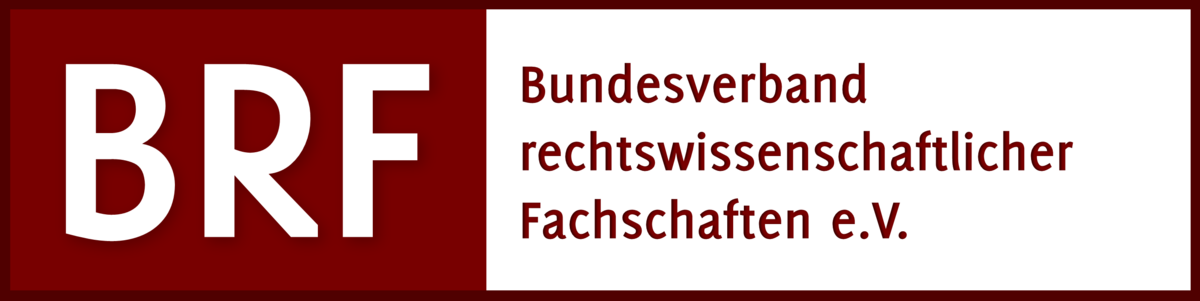 BRF
Bundesverband
rechtswissenschaftlicher
Fachschaften e.V.